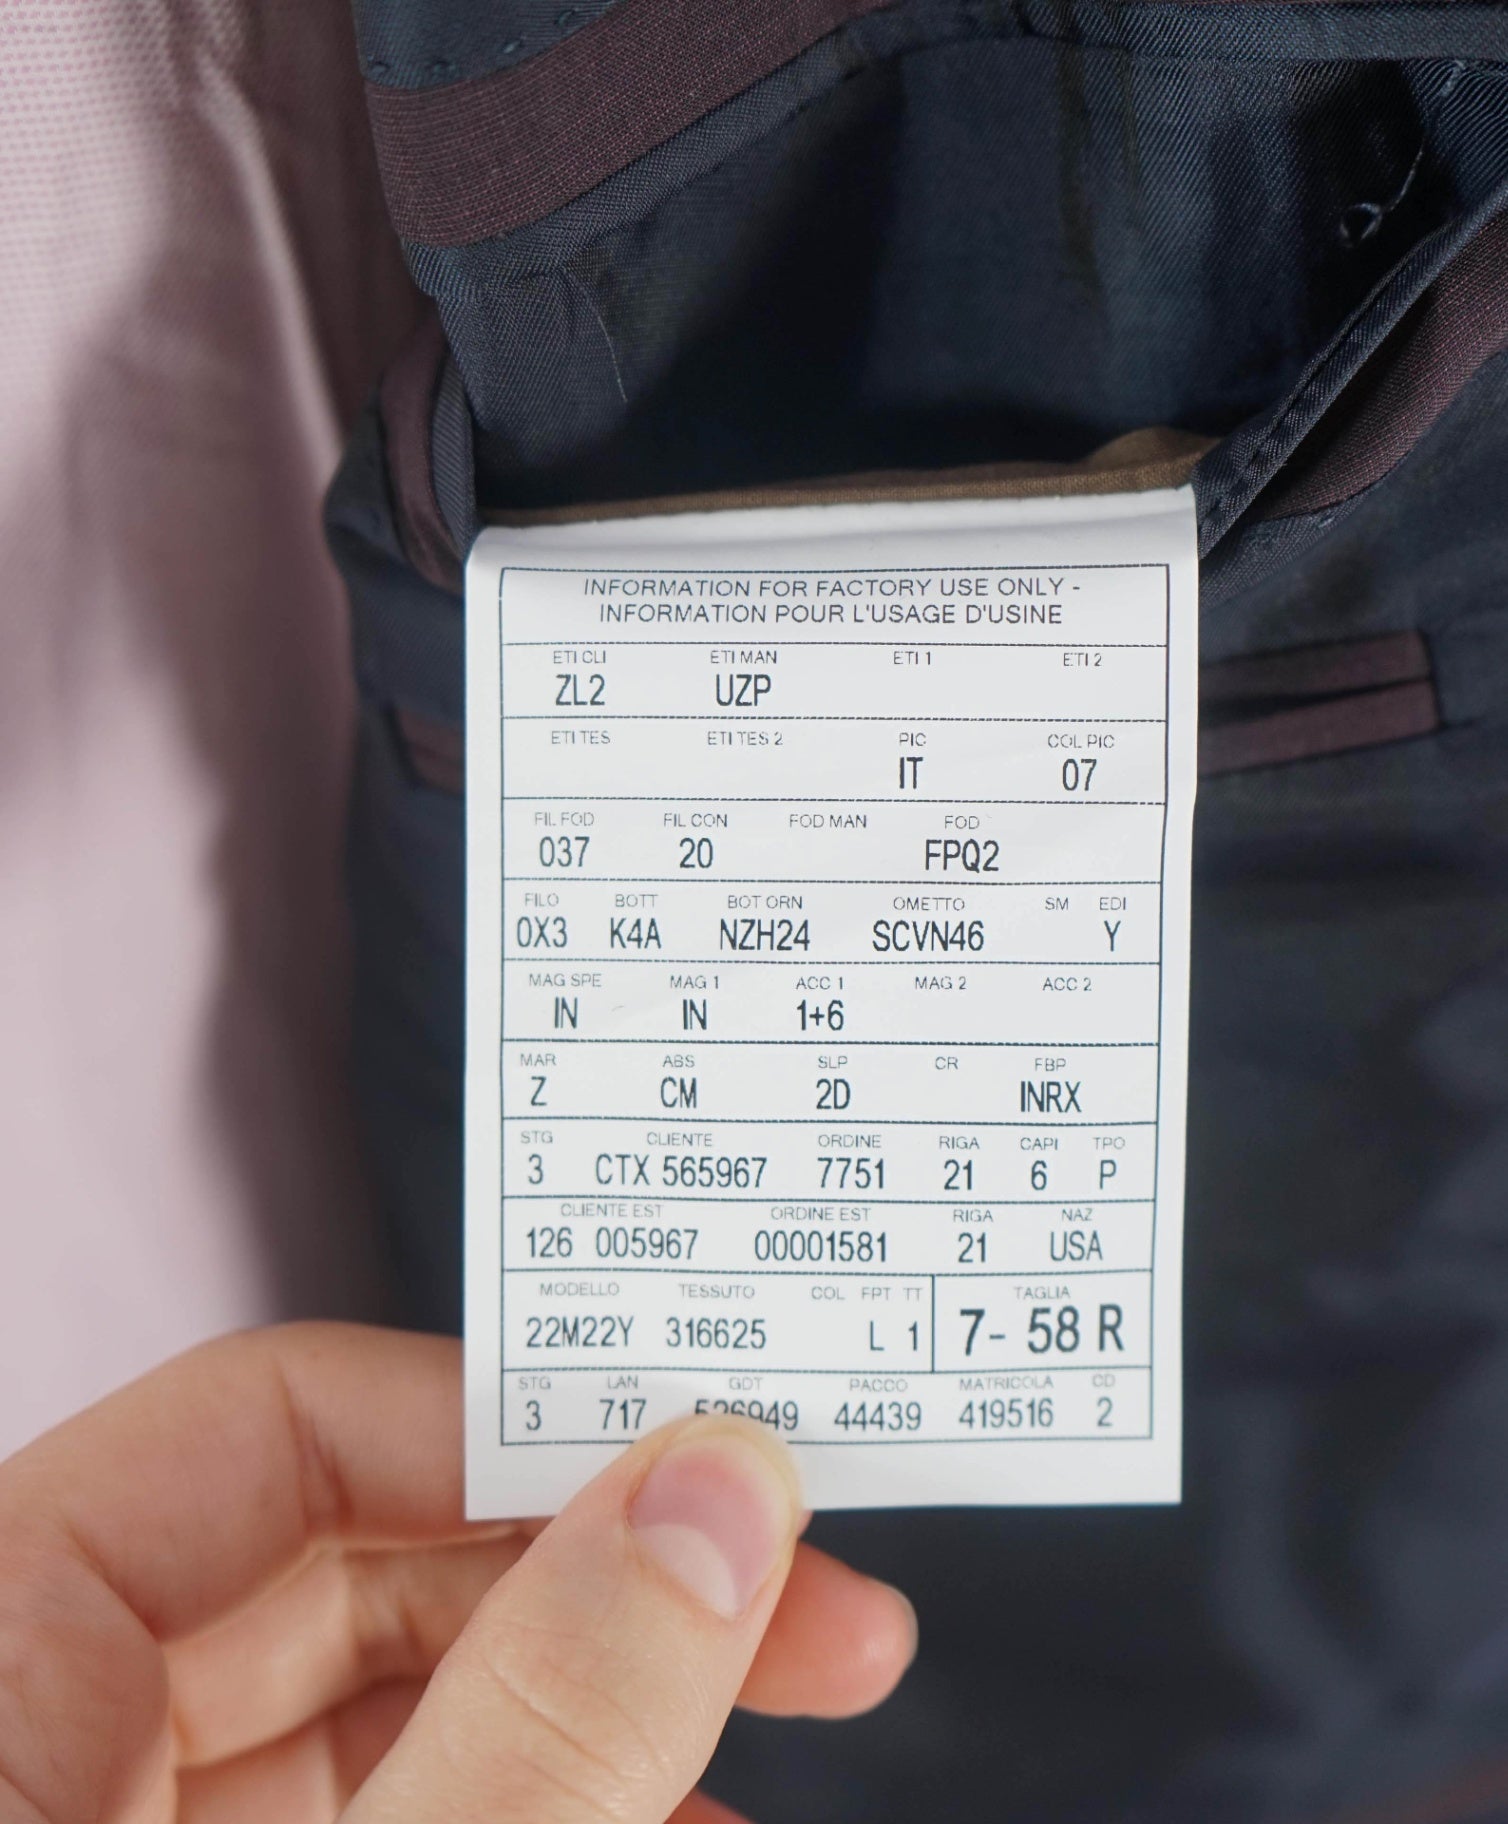 INFORMATION FOR FACTORY USE ONLY -
INFORMATION POUR L'USAGE D'USINE
ETI CLI ETI MAN ETI 1 ETI 2
ZL2 UZP
ETI TES ETI TES 2 PIC COL PIC
IT 07
FIL FOD FIL CON FOD MAN FOD
037 20 FPQ2
FILO BOTT BOT ORN OMETTO SM EDI
0X3 K4A NZH24 SCVN46 Y
MAG SPE MAG 1 ACC 1 MAG 2 ACC 2
IN IN 1+6
MAR ABS SLP CR FBP
Z CM 2D INRX
STG CLIENTE ORDINE RIGA CAPI TPO
3 CTX 565967 7751 21 6 P
CLIENTE EST ORDINE EST RIGA NAZ
126 005967 00001581 21 USA
MODELLO TESSUTO COL FPT TT TAGLIA
22M22Y 316625 L 1 7- 58 R
STG LAN GDT PACCO MATRICOLA CD
3 717 44439 419516 2